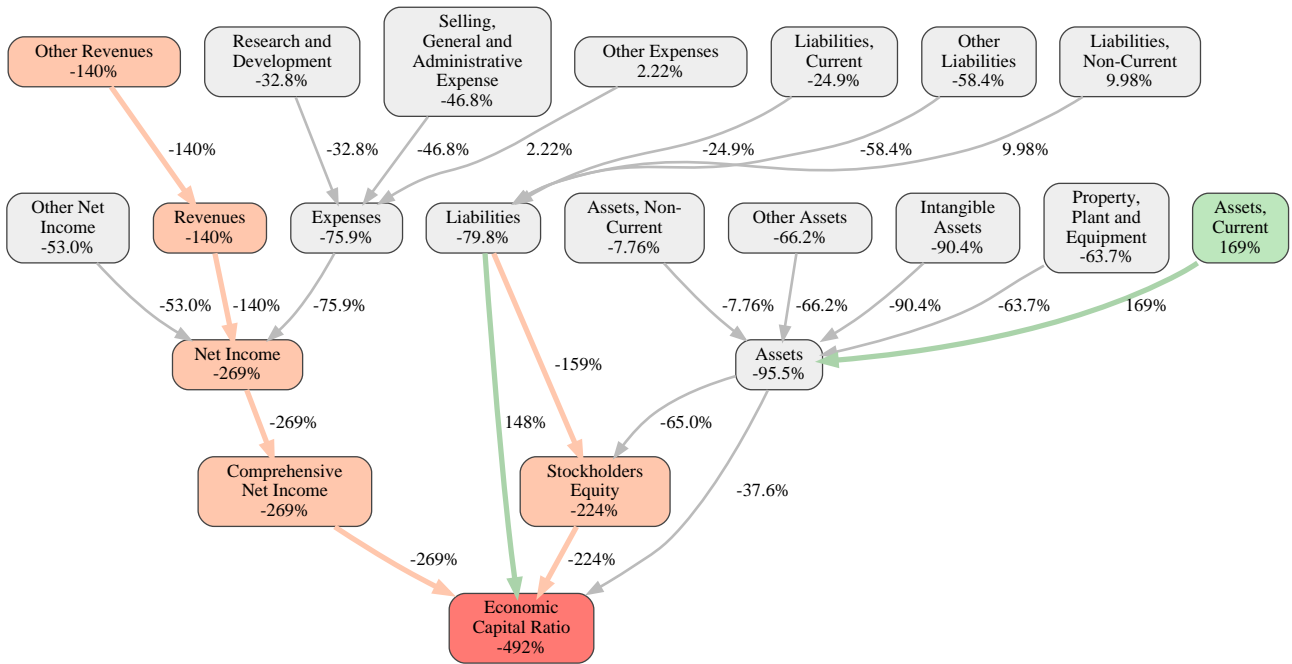 Other Revenues
-140%
Research and
Development
-32.8%
Selling,
General and
Administrative
Expense
-46.8%
Other Expenses
2.22%
Liabilities,
Current
-24.9%
Other
Liabilities
-58.4%
Liabilities,
Non-Current
9.98%
-140%
-32.8%
-46.8%
2.22%
-24.9%
-58.4%
9.98%
Other Net
Income
-53.0%
Revenues
-140%
Expenses
-75.9%
Liabilities
-79.8%
Assets, Non-
Current
-7.76%
Other Assets
-66.2%
Intangible
Assets
-90.4%
Property,
Plant and
Equipment
-63.7%
Assets,
Current
169%
-53.0%
-140%
-75.9%
-7.76%
-66.2%
-90.4%
-63.7%
169%
Net Income
-269%
Assets
-95.5%
-159%
-269%
148%
-65.0%
Comprehensive
Net Income
-269%
Stockholders
Equity
-224%
-37.6%
-269%
-224%
Economic
Capital Ratio
-492%